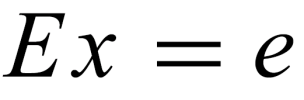 Ex = e